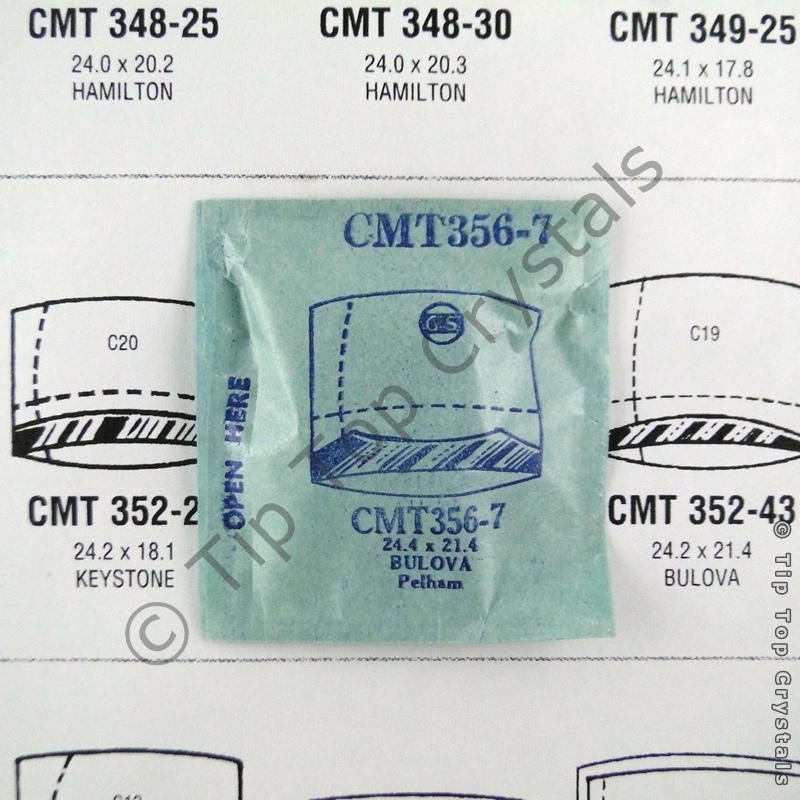 CMT 348-25
24.0 x 20.2
HAMILTON
CMT 348-30
24.0 x 20.3
HAMILTON
CMT 349-25
24.1 x 17.8
HAMILTON
C20
CMT 352-2
24.2 x 18.1
KEYSTONE
CMT356-7
GS
OPEN HERE
CMT356-7
24.4 x 21.4
BULOVA
Pelham
C19
CMT 352-43
24.2 x 21.4
BULOVA
© Tip Top Crystals
© Tip Top Crystals